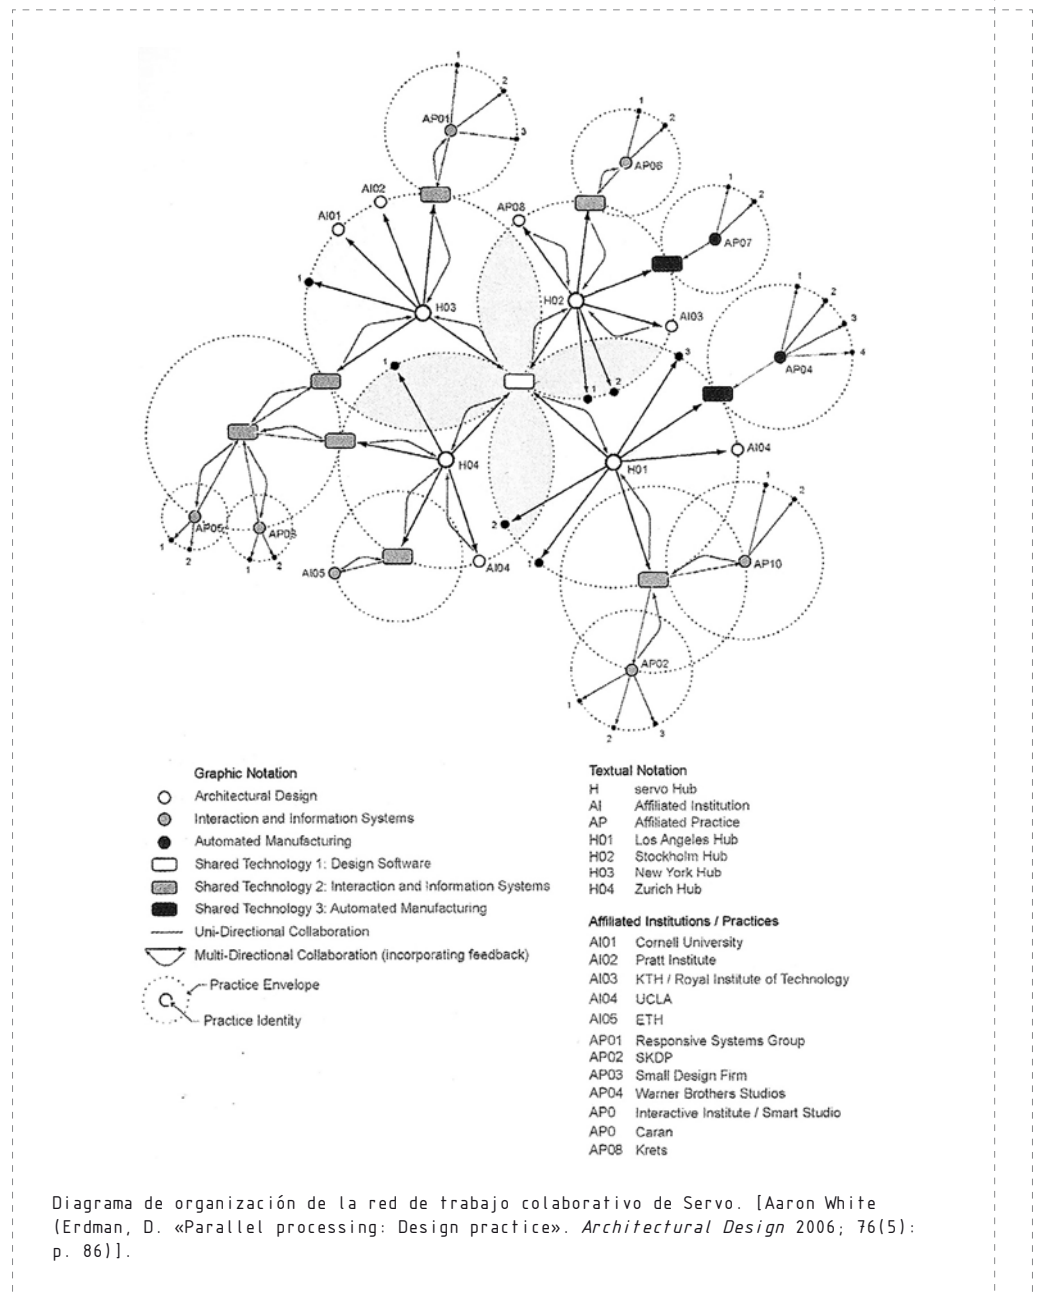 1
2
3
AP01
1
2
AP06
AI02
AI01
AP08
1
2
AP07
1
H03
H02
AI03
1
2
3
4
AP04
1
3
1
2
H04
H01
AI04
2
1
AP05
1
2
1
2
AI05
AI04
1
2
AP10
AP02
1
2
3
Graphic Notation
Architectural Design
Interaction and Information Systems
Automated Manufacturing
Shared Technology 1: Design Software
Shared Technology 2: Interaction and Information Systems
Shared Technology 3: Automated Manufacturing
Uni-Directional Collaboration
Multi-Directional Collaboration (incorporating feedback)
Practice Envelope
Practice Identity
Textual Notation
H servo Hub
AI Affiliated Institution
AP Affiliated Practice
H01 Los Angeles Hub
H02 Stockholm Hub
H03 New York Hub
H04 Zurich Hub
Affiliated Institutions / Practices
AI01 Cornell University
AI02 Pratt Institute
AI03 KTH / Royal Institute of Technology
AI04 UCLA
AI05 ETH
AP01 Responsive Systems Group
AP02 SKDP
AP03 Small Design Firm
AP04 Warner Brothers Studios
AP0 Interactive Institute / Smart Studio
AP0 Caran
AP08 Krets
Diagrama de organización de la red de trabajo colaborativo de Servo. [Aaron White
(Erdman, D. «Parallel processing: Design practice». Architectural Design 2006; 76(5):
p. 86)].